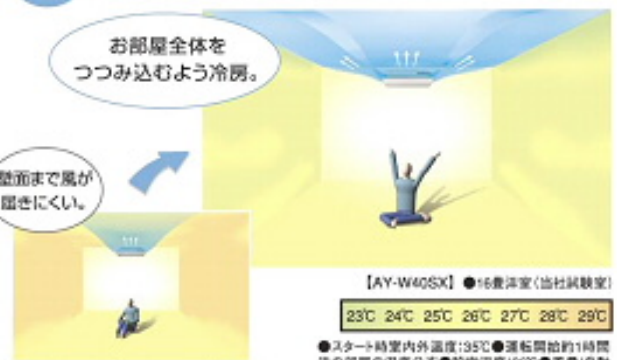 お部屋全体を
つつみ込むよう冷房。
壁面まで風が
届きにくい。
【AY-W40SX】 ●16畳洋室(当社試験室)
23℃ 24℃ 25℃ 26℃ 27℃ 28℃ 29℃
●スタート時室内外温度:35℃●運転開始約1時間